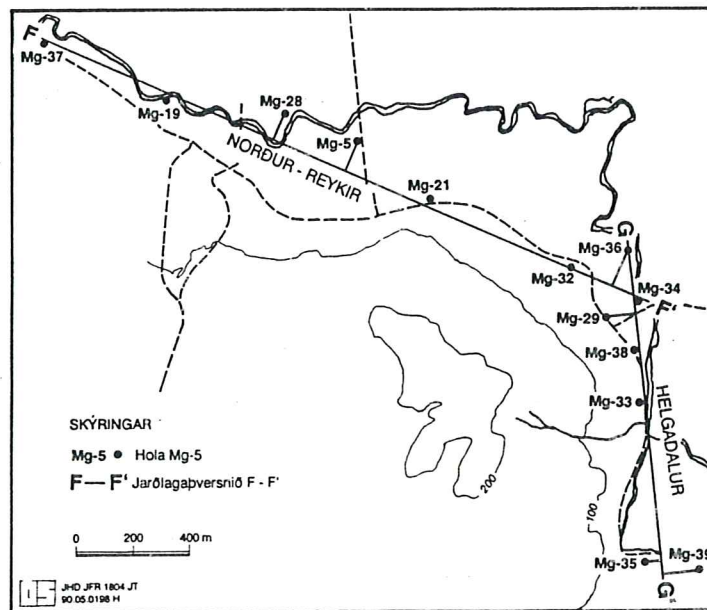 F
Mg-37
Mg-19
Mg-28
Mg-5
NORÐUR - REYKIR
Mg-21
G
Mg-36
Mg-32
Mg-34
F'
Mg-29
Mg-38
Mg-33
HELGADALUR
200
100
Mg-35
Mg-39
SKÝRINGAR
Mg-5 Hola Mg-5
F — F' Jarðlagaþversnið F - F'
0 200 400 m
JHD JFR 1804 JT
90.05.0198 H